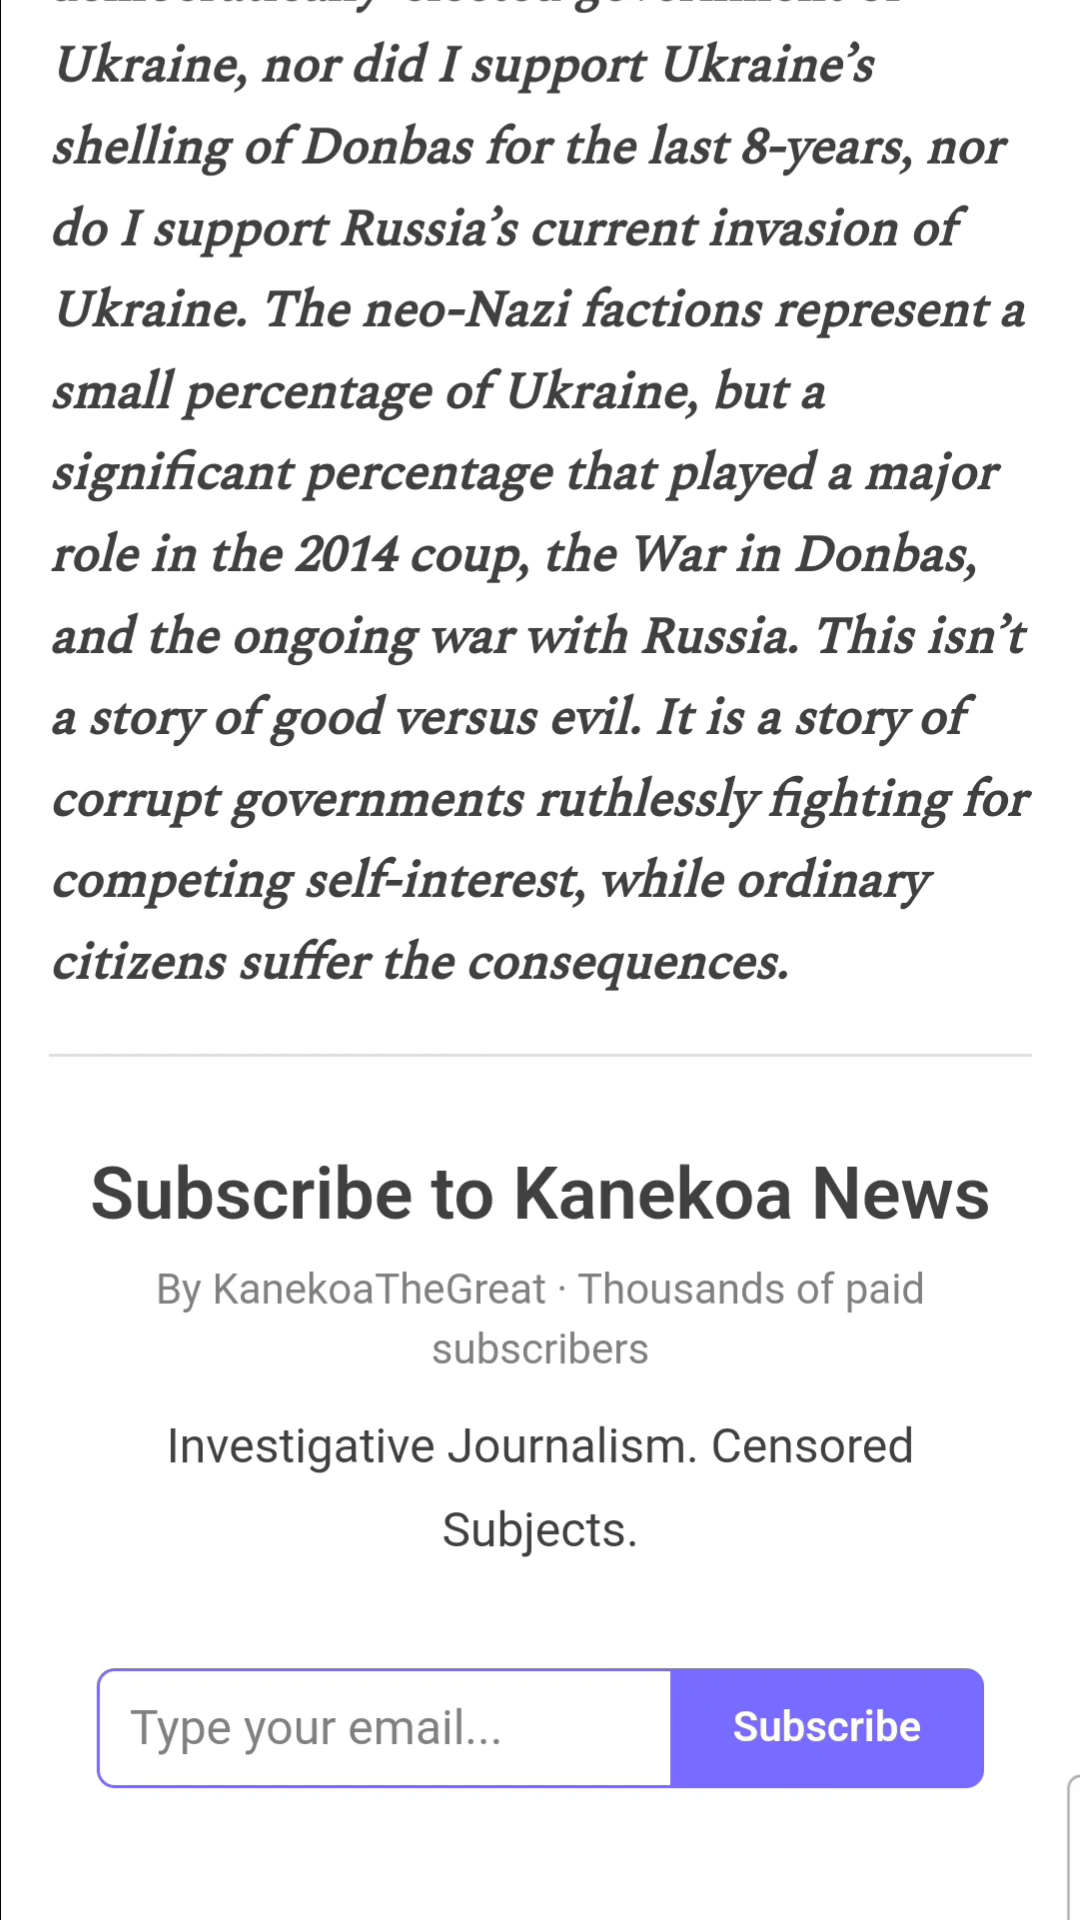 democratically-elected government of
Ukraine, nor did I support Ukraine’s
shelling of Donbas for the last 8-years, nor
do I support Russia’s current invasion of
Ukraine. The neo-Nazi factions represent a
small percentage of Ukraine, but a
significant percentage that played a major
role in the 2014 coup, the War in Donbas,
and the ongoing war with Russia. This isn’t
a story of good versus evil. It is a story of
corrupt governments ruthlessly fighting for
competing self-interest, while ordinary
citizens suffer the consequences.
Subscribe to Kanekoa News
By KanekoaTheGreat · Thousands of paid
subscribers
Investigative Journalism. Censored
Subjects.
Type your email...
Subscribe